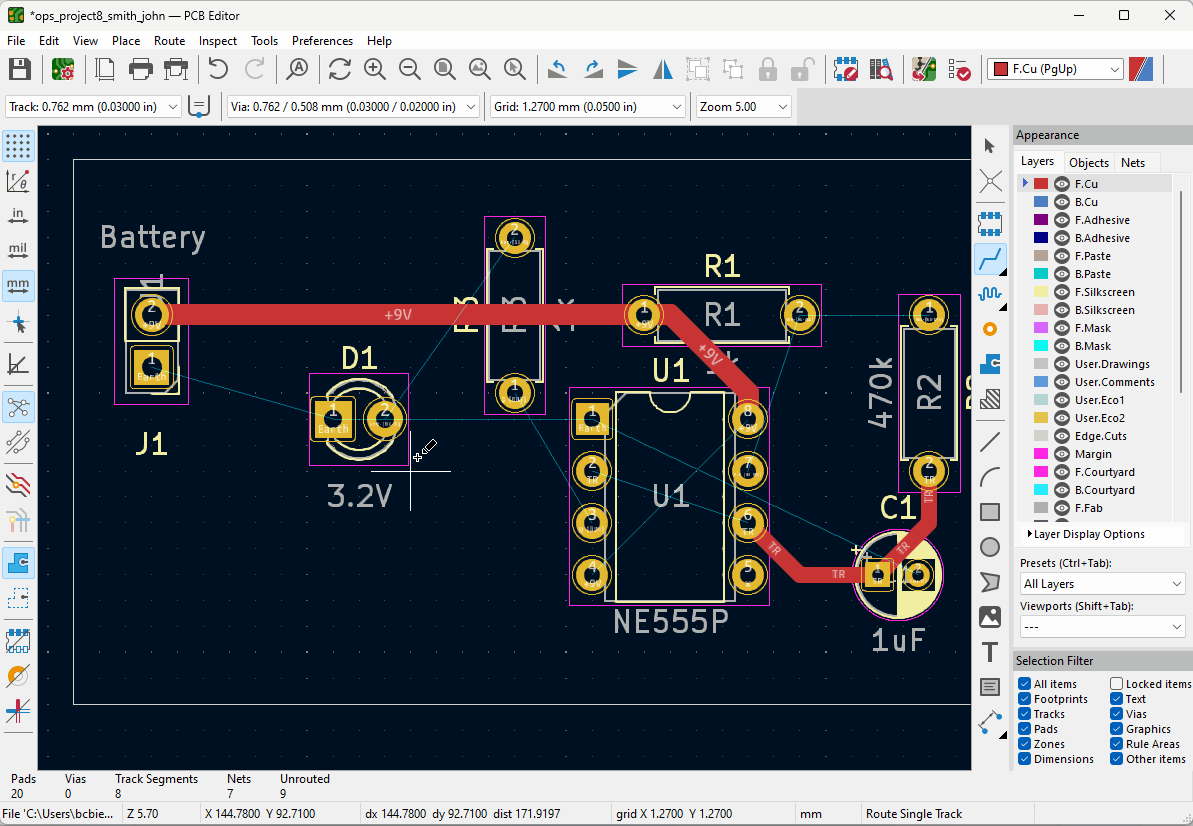 *ops_project8_smith_john — PCB Editor
File Edit View Place Route Inspect Tools Preferences Help
F.Cu (PgUp)
Track: 0.762 mm (0.03000 in) Via: 0.762 / 0.508 mm (0.03000 / 0.02000 in) Grid: 1.2700 mm (0.0500 in) Zoom 5.00
in
mil
mm
Battery
J1
2
+9V
1
Earth
J1
+9V
D1
1
Earth
2
3.2V
2
R3
R3
1
R1
1
+9V
R1
2
+9V
U1
1
Earth
2
TR
3
4
+9V
U1
8
+9V
7
6
TR
5
x
NE555P
TR
TR
470k
1
R2
2
TR
TR
C1
1
TR
2
1uF
Appearance
Layers Objects Nets
F.Cu
B.Cu
F.Adhesive
B.Adhesive
F.Paste
B.Paste
F.Silkscreen
B.Silkscreen
F.Mask
B.Mask
User.Drawings
User.Comments
User.Eco1
User.Eco2
Edge.Cuts
Margin
F.Courtyard
B.Courtyard
F.Fab
Layer Display Options
Presets (Ctrl+Tab):
All Layers
Viewports (Shift+Tab):
---
Selection Filter
All items Locked items
Footprints Text
Tracks Vias
Pads Graphics
Zones Rule Areas
Dimensions Other items
Pads Vias Track Segments Nets Unrouted
20 0 8 7 9
File 'C:\Users\bcbie... Z 5.70 X 144.7800 Y 92.7100 dx 144.7800 dy 92.7100 dist 171.9197 grid X 1.2700 Y 1.2700 mm Route Single Track